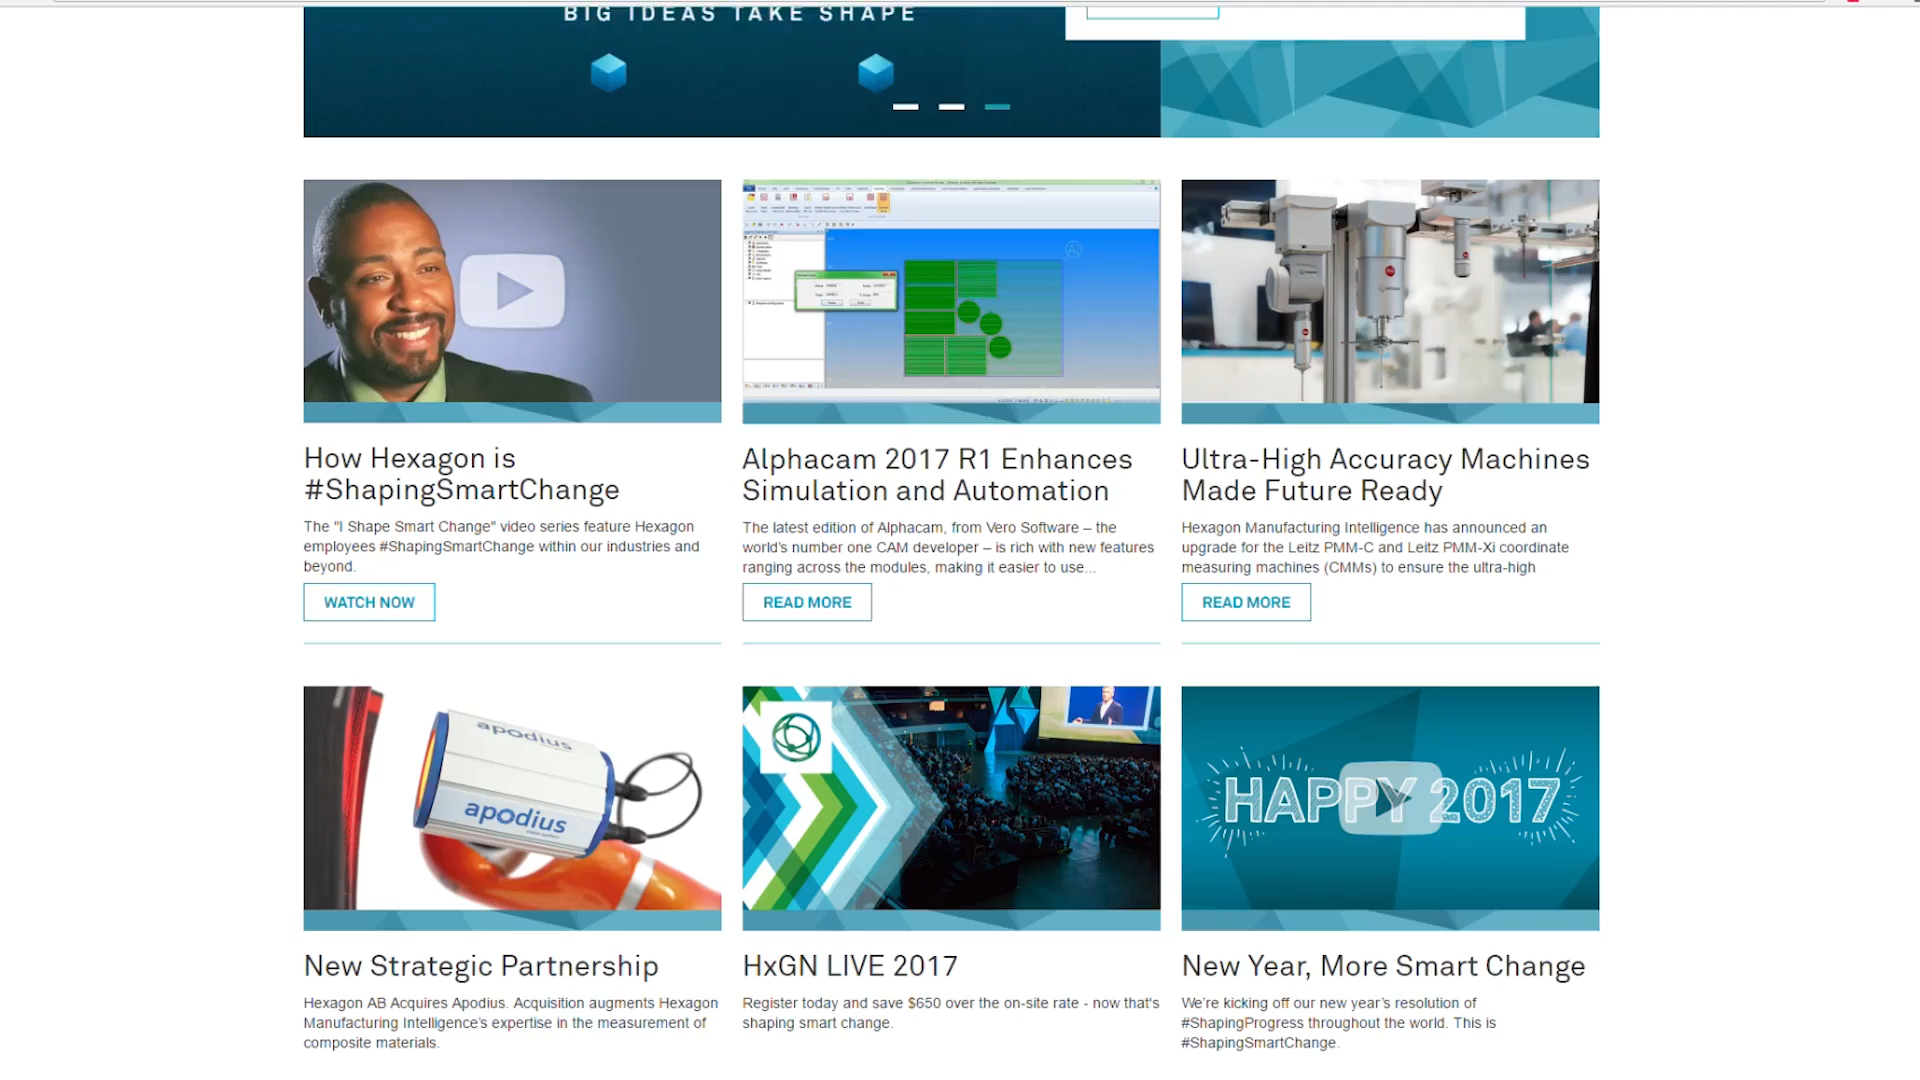 BIG IDEAS TAKE SHAPE
How Hexagon is
#ShapingSmartChange
The "I Shape Smart Change" video series feature Hexagon
employees #ShapingSmartChange within our industries and
beyond.
WATCH NOW
Alphacam 2017 R1 Enhances
Simulation and Automation
The latest edition of Alphacam, from Vero Software – the
world's number one CAM developer – is rich with new features
ranging across the modules, making it easier to use...
READ MORE
Ultra-High Accuracy Machines
Made Future Ready
Hexagon Manufacturing Intelligence has announced an
upgrade for the Leitz PMM-C and Leitz PMM-Xi coordinate
measuring machines (CMMs) to ensure the ultra-high
READ MORE
apodius
apodius
New Strategic Partnership
Hexagon AB Acquires Apodius. Acquisition augments Hexagon
Manufacturing Intelligence's expertise in the measurement of
composite materials.
HxGN LIVE 2017
Register today and save $650 over the on-site rate - now that's
shaping smart change.
HAPPY 2017
New Year, More Smart Change
We're kicking off our new year's resolution of
#ShapingProgress throughout the world. This is
#ShapingSmartChange.